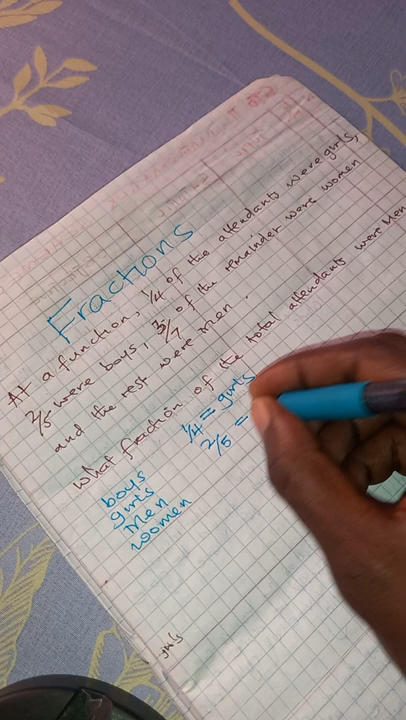 Fractions
At a function, 1/4 of the attendants were girls,
2/5 were boys, 3/7 of the remainder were women
and the rest were men.
What fraction of the total attendants were Men
1/4 = girls
2/5 =
boys
girls
Men
women